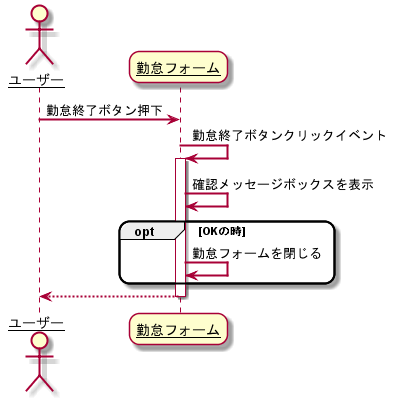 ユーザー
勤怠フォーム
勤怠終了ボタン押下
勤怠終了ボタンクリックイベント
確認メッセージボックスを表示
opt [OKの時]
勤怠フォームを閉じる
ユーザー
勤怠フォーム